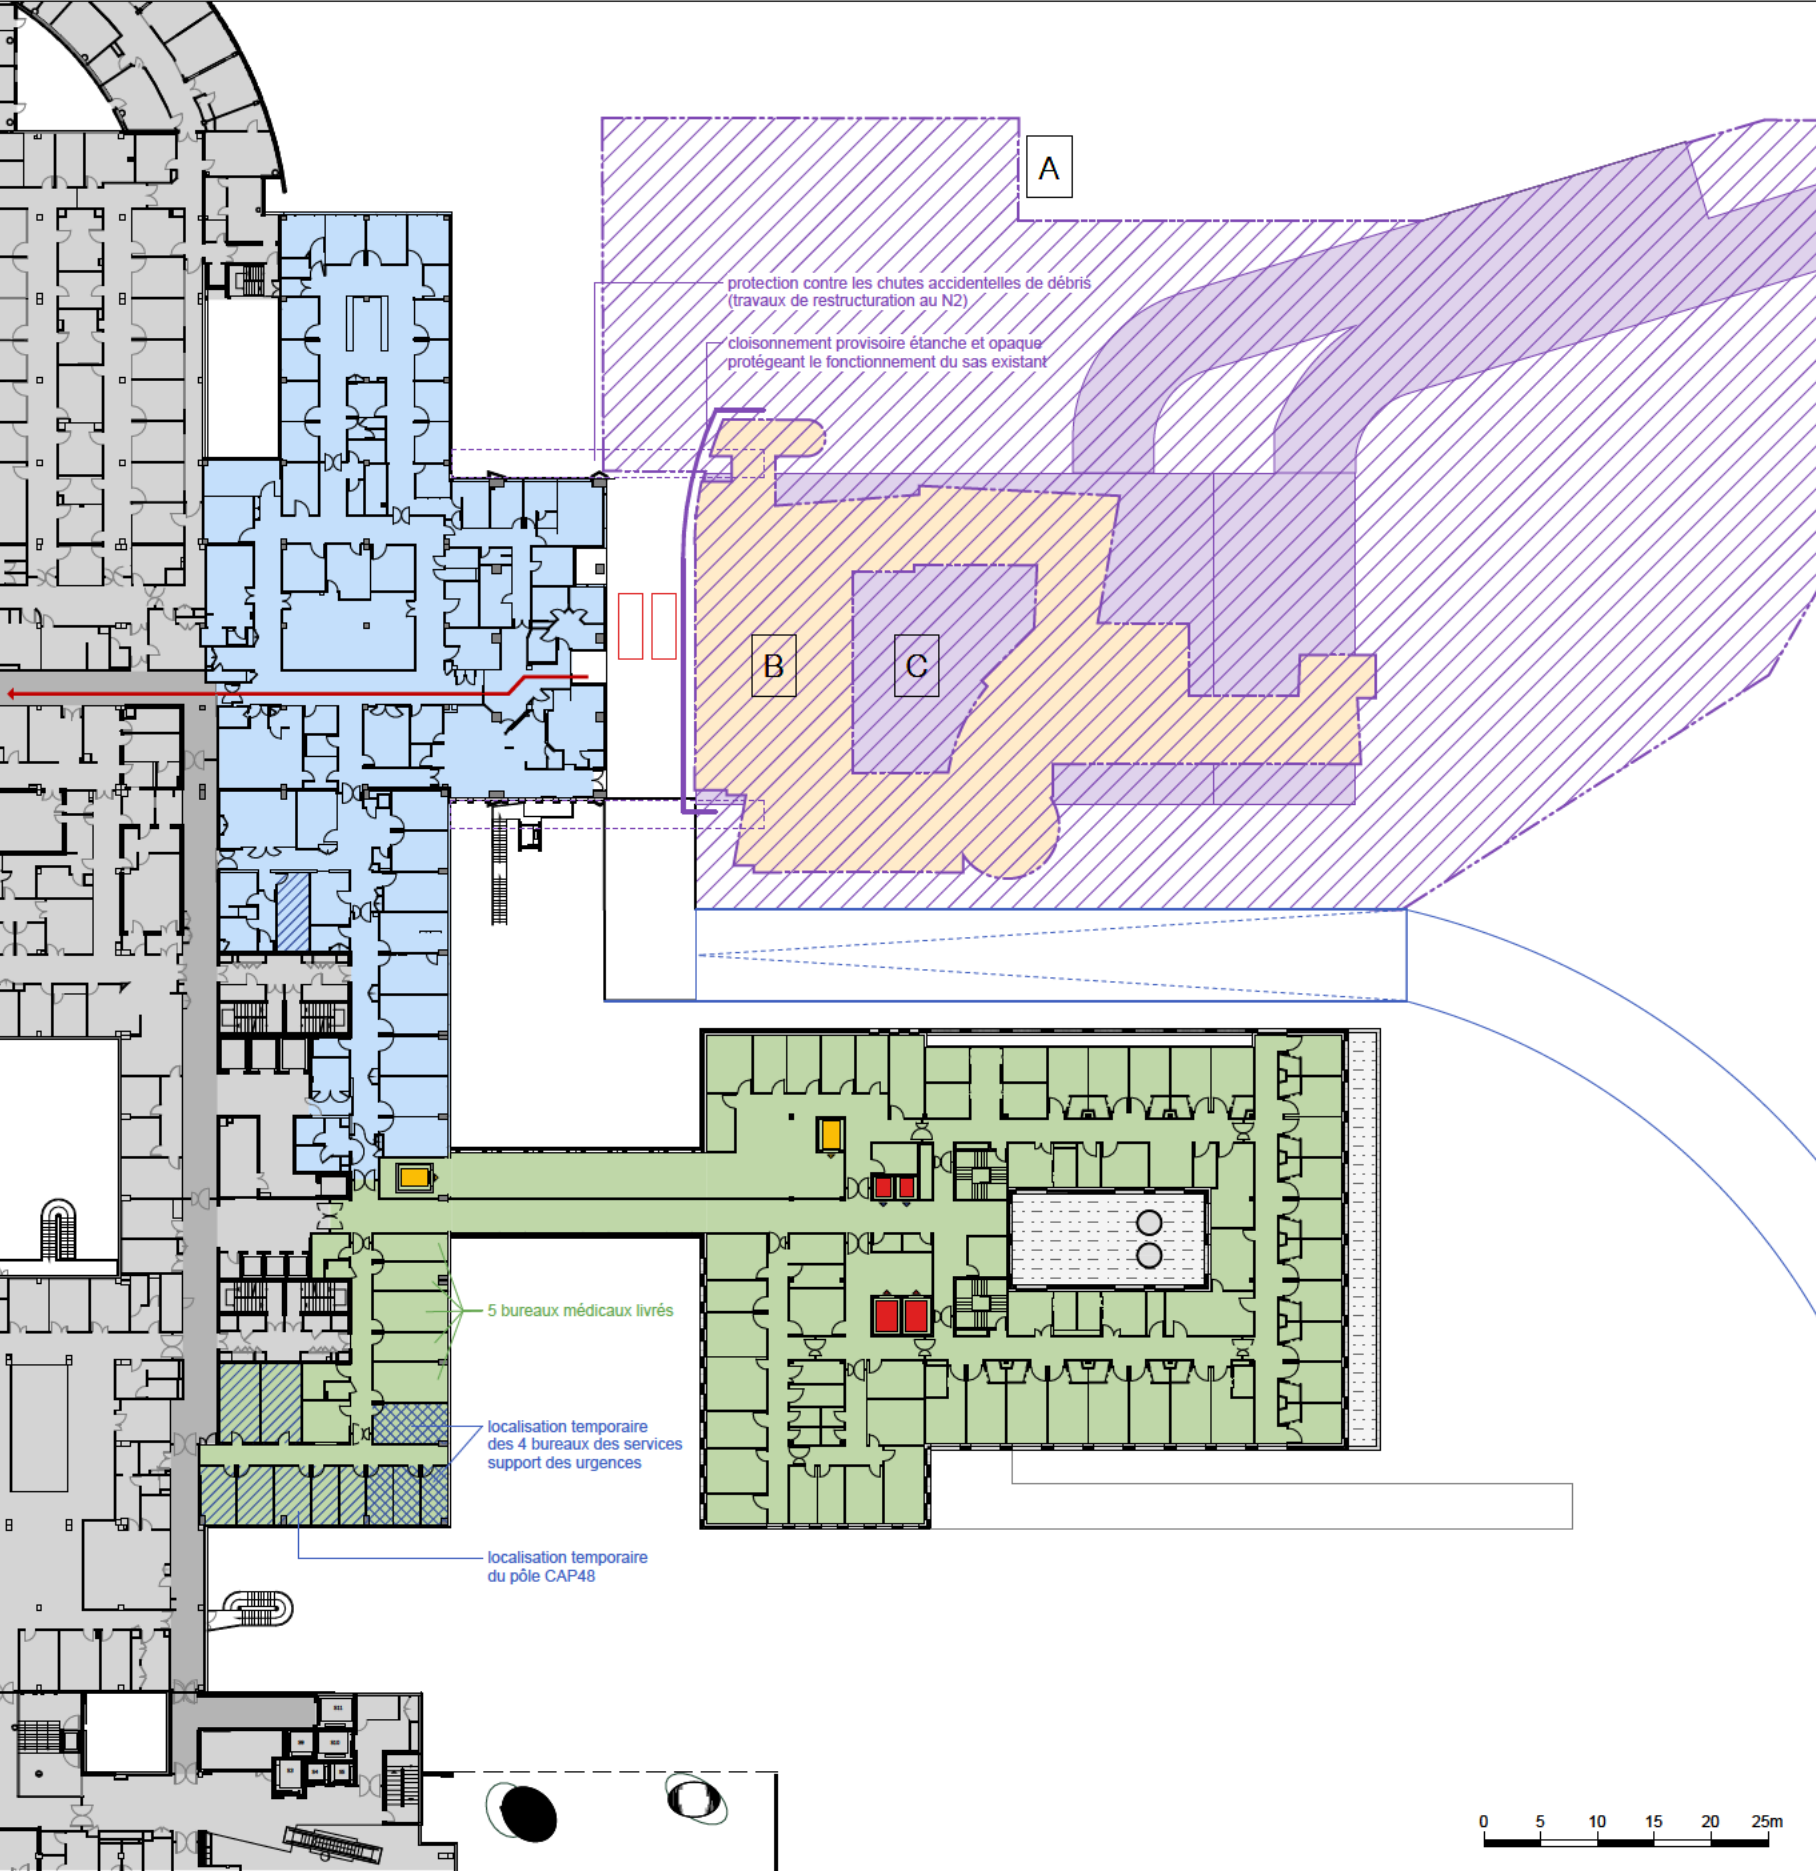 A
protection contre les chutes accidentelles de débris
(travaux de restructuration au N2)
cloisonnement provisoire étanche et opaque
protégeant le fonctionnement du sas existant
B
C
5 bureaux médicaux livrés
localisation temporaire
des 4 bureaux des services
support des urgences
localisation temporaire
du pôle CAP48
0 5 10 15 20 25m